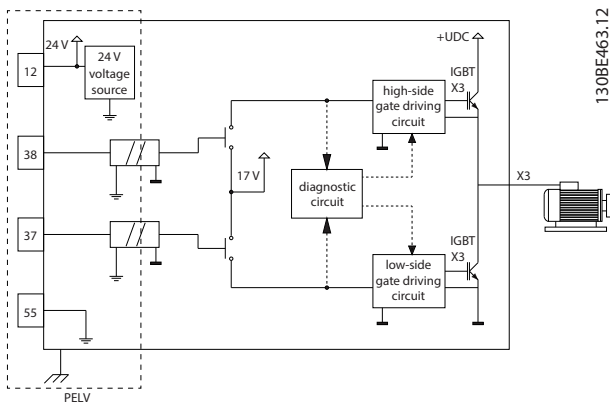 130BE463.12
+UDC
24 V
12
24 V
voltage
source
high-side
gate driving
circuit
IGBT
X3
38
17 V
diagnostic
circuit
X3
37
IGBT
X3
low-side
gate driving
circuit
55
PELV